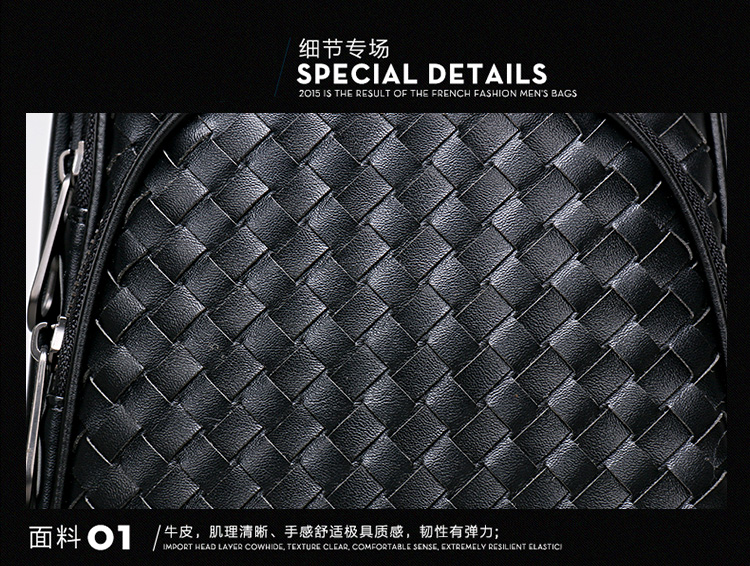 细节专场
SPECIAL DETAILS
2015 IS THE RESULT OF THE FRENCH FASHION MEN'S BAGS
面料 01
牛皮，肌理清晰、手感舒适极具质感，韧性有弹力；
IMPORT HEAD LAYER COWHIDE, TEXTURE CLEAR, COMFORTABLE SENSE, EXTREMELY RESILIENT ELASTIC!